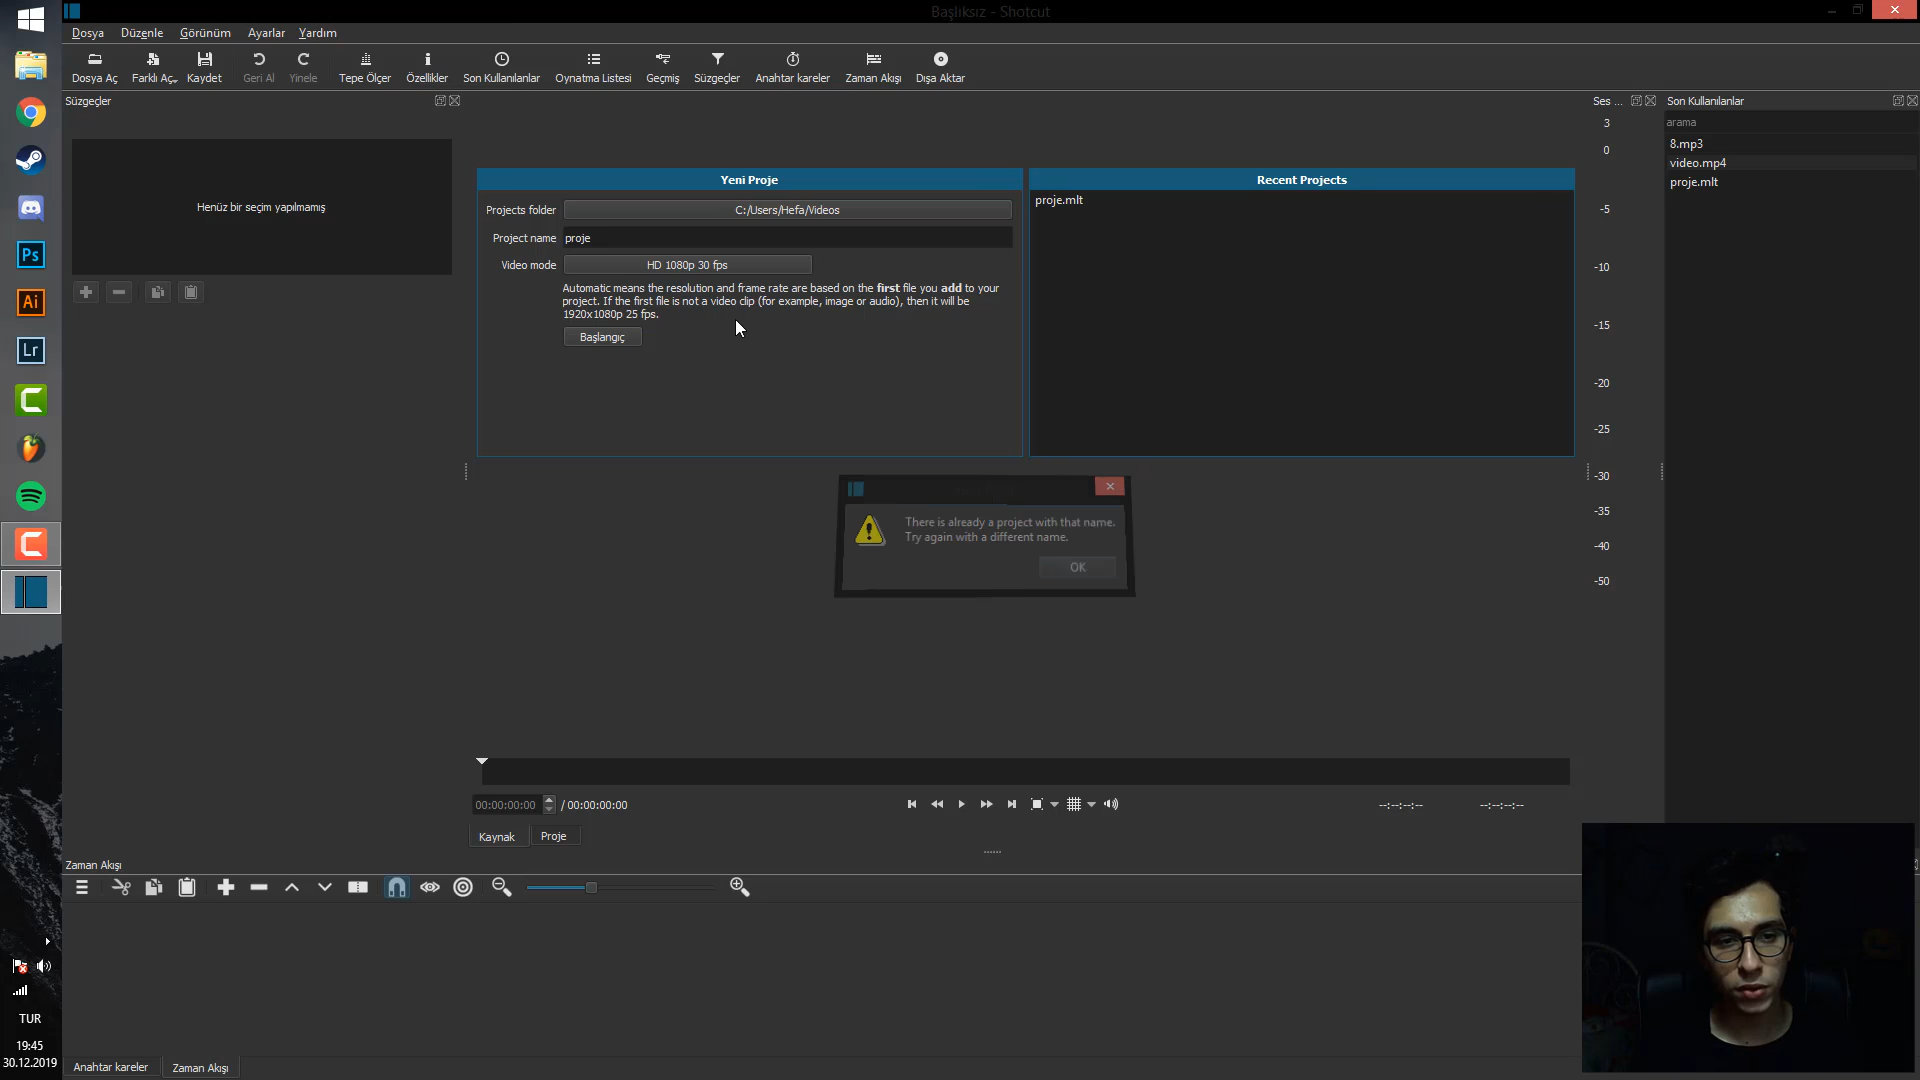 Başlıksız - Shotcut
Dosya Düzenle Görünüm Ayarlar Yardım
Dosya Aç Farklı Aç.. Kaydet Geri Al Yinele Tepe Ölçer Özellikler Son Kullanılanlar Oynatma Listesi Geçmiş Süzgeçler Anahtar kareler Zaman Akışı Dışa Aktar
Süzgeçler
Henüz bir seçim yapılmamış
Yeni Proje
Projects folder C:/Users/Hefa/Videos
Project name proje
Video mode HD 1080p 30 fps
Automatic means the resolution and frame rate are based on the first file you add to your
project. If the first file is not a video clip (for example, image or audio), then it will be
1920x1080p 25 fps.
Başlangıç
Recent Projects
proje.mlt
There is already a project with that name.
Try again with a different name.
OK
Ses ...
3
0
-5
-10
-15
-20
-25
-30
-35
-40
-50
Son Kullanılanlar
arama
8.mp3
video.mp4
proje.mlt
00:00:00:00 / 00:00:00:00
--:--:--:-- --:--:--:--
Kaynak Proje
Zaman Akışı
Anahtar kareler Zaman Akışı
Ps
Ai
Lr
TUR
19:45
30.12.2019